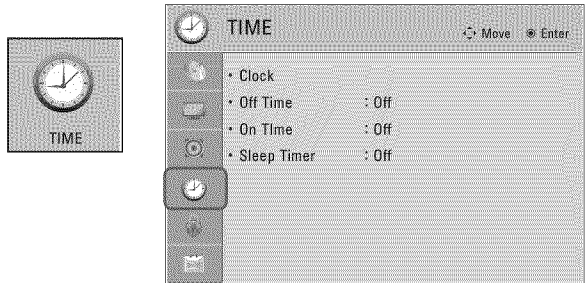 TIME
TIME
Move Enter
• Clock
• Off Time : Off
• On TIme : Off
• Sleep Timer : Off